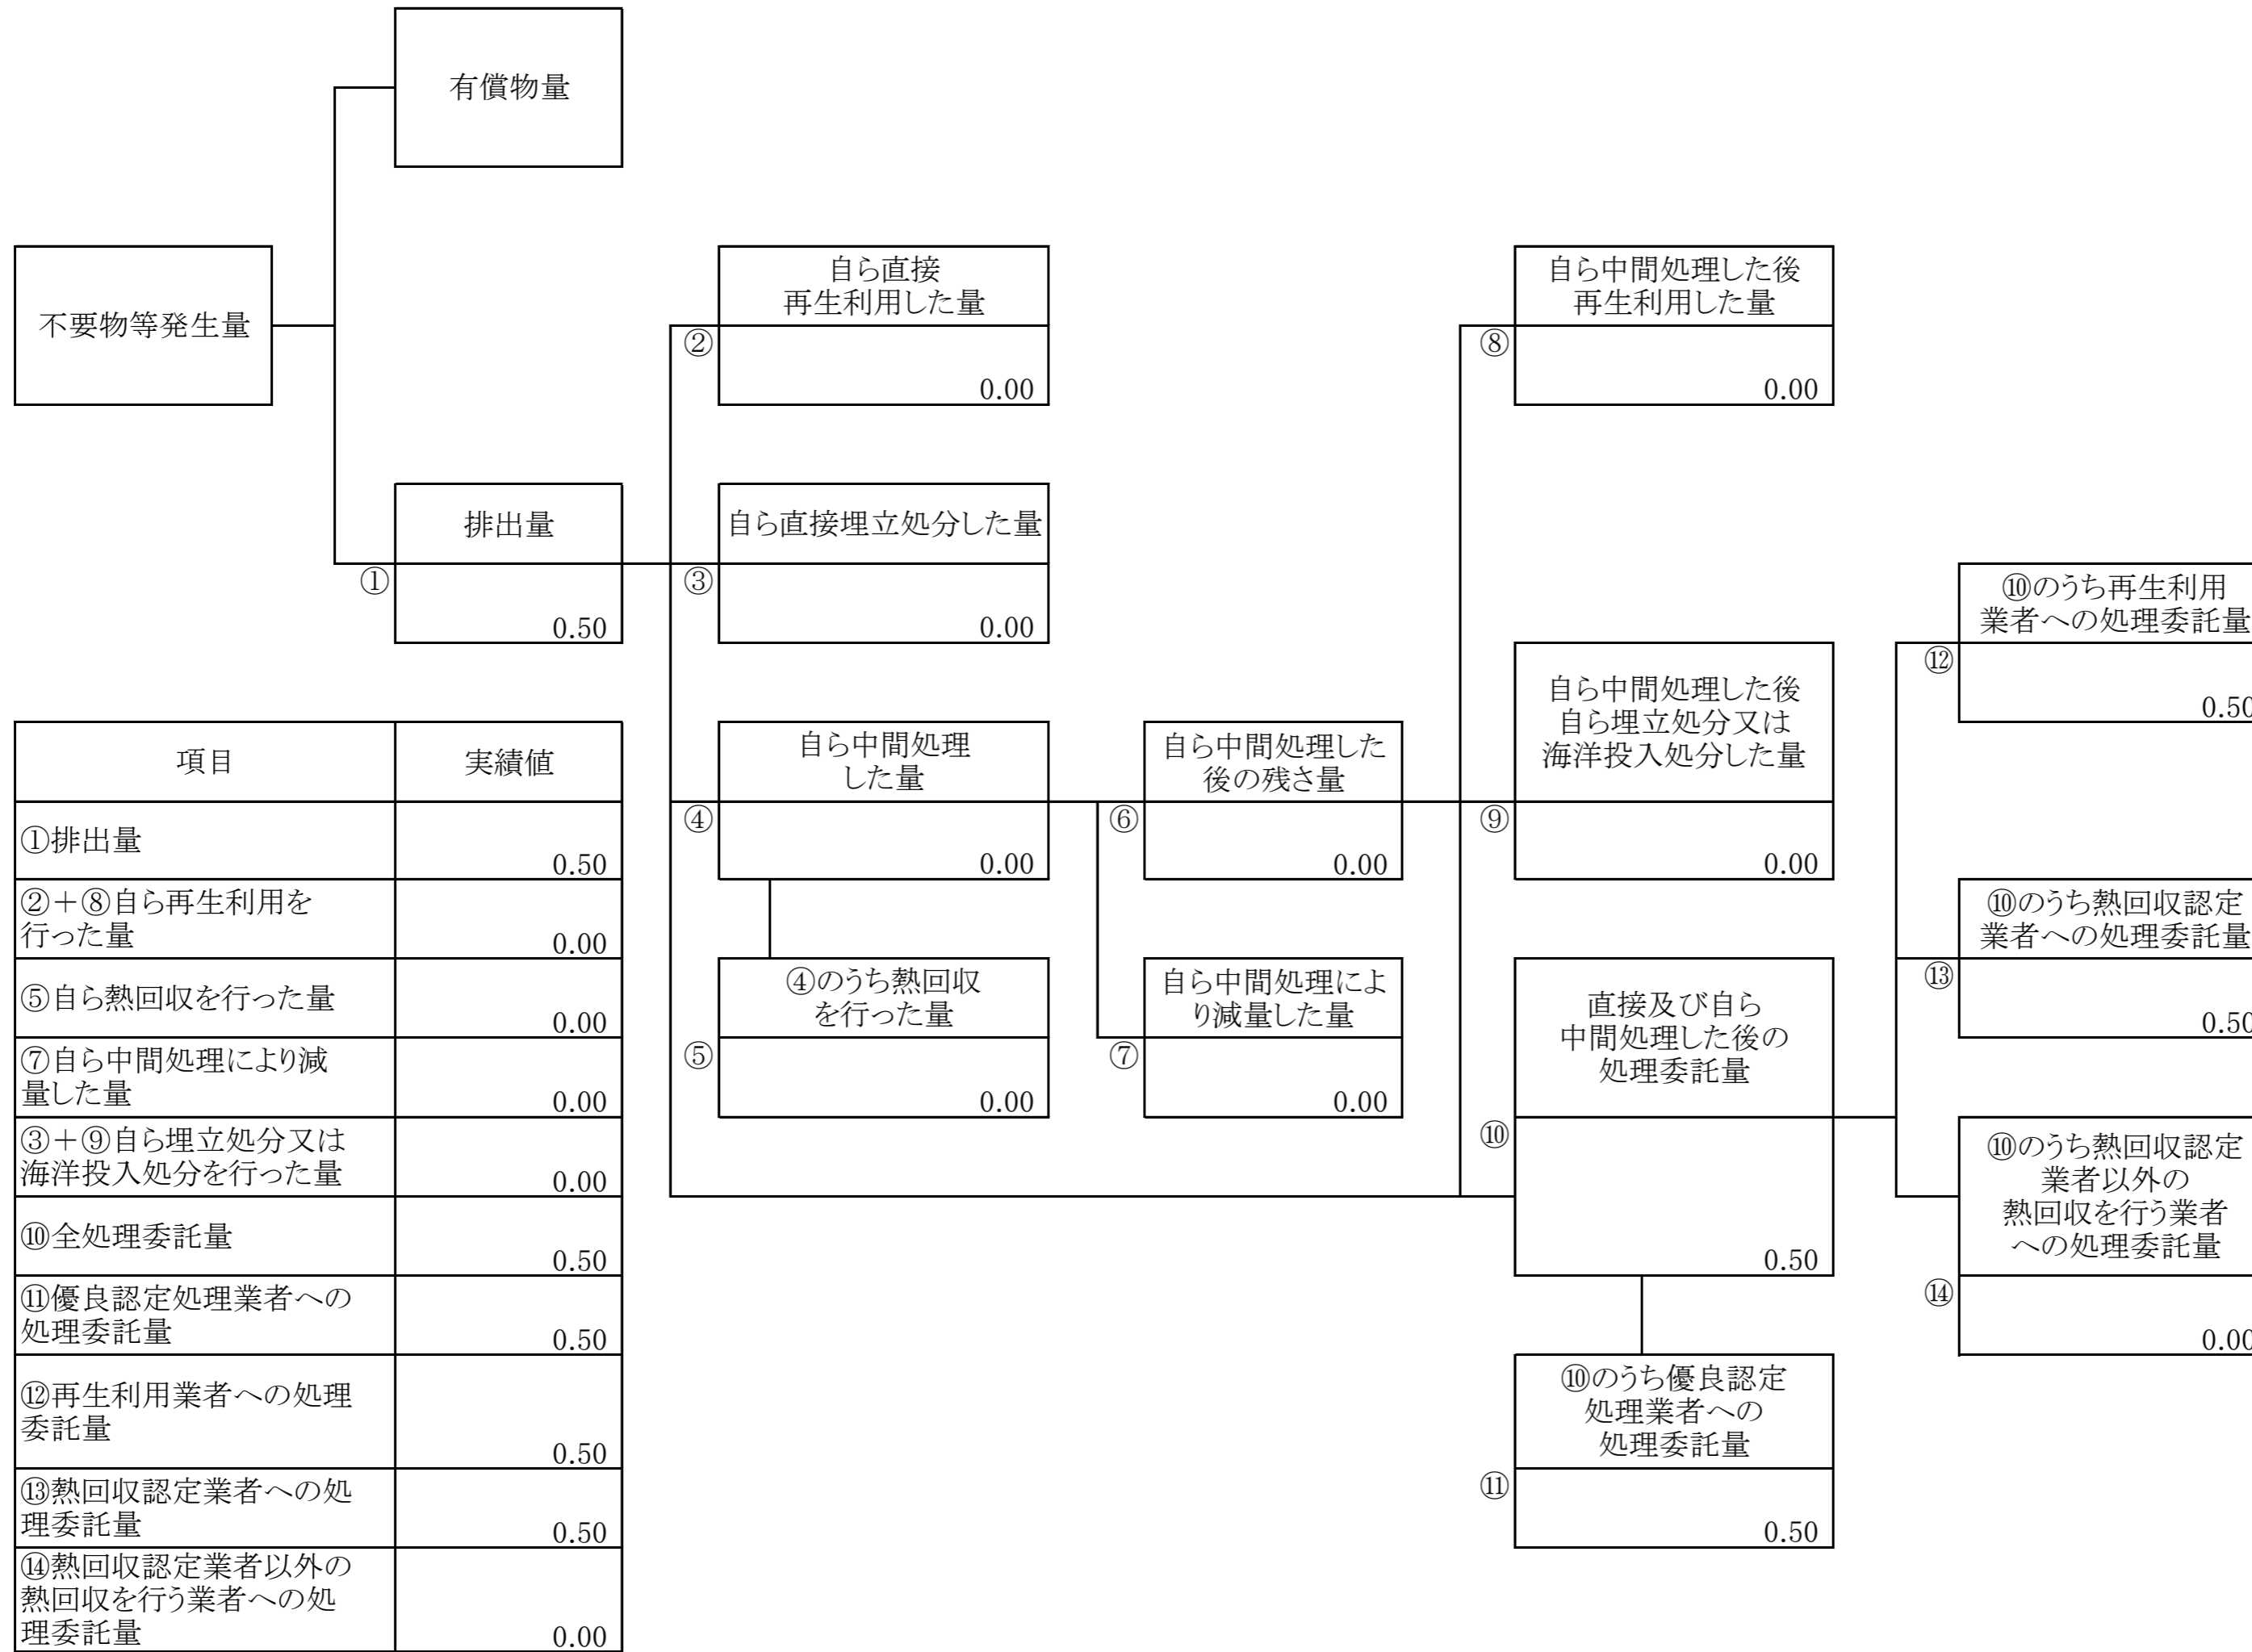 有償物量
不要物等発生量
自ら直接
再生利用した量
②
0.00
自ら中間処理した後
再生利用した量
⑧
0.00
排出量
①
0.50
自ら直接埋立処分した量
③
0.00
⑩のうち再生利用
業者への処理委託量
⑫
0.50
自ら中間処理
した量
④
0.00
自ら中間処理した
後の残さ量
⑥
0.00
自ら中間処理した後
自ら埋立処分又は
海洋投入処分した量
⑨
0.00
④のうち熱回収
を行った量
⑤
0.00
自ら中間処理によ
り減量した量
⑦
0.00
直接及び自ら
中間処理した後の
処理委託量
⑩
0.50
⑩のうち熱回収認定
業者への処理委託量
⑬
0.50
⑩のうち熱回収認定
業者以外の
熱回収を行う業者
への処理委託量
⑭
0.00
⑩のうち優良認定
処理業者への
処理委託量
⑪
0.50
項目 実績値
①排出量
0.50
②＋⑧自ら再生利用を
行った量
0.00
⑤自ら熱回収を行った量
0.00
⑦自ら中間処理により減
量した量
0.00
③＋⑨自ら埋立処分又は
海洋投入処分を行った量
0.00
⑩全処理委託量
0.50
⑪優良認定処理業者への
処理委託量
0.50
⑫再生利用業者への処理
委託量
0.50
⑬熱回収認定業者への処
理委託量
0.50
⑭熱回収認定業者以外の
熱回収を行う業者への処
理委託量
0.00